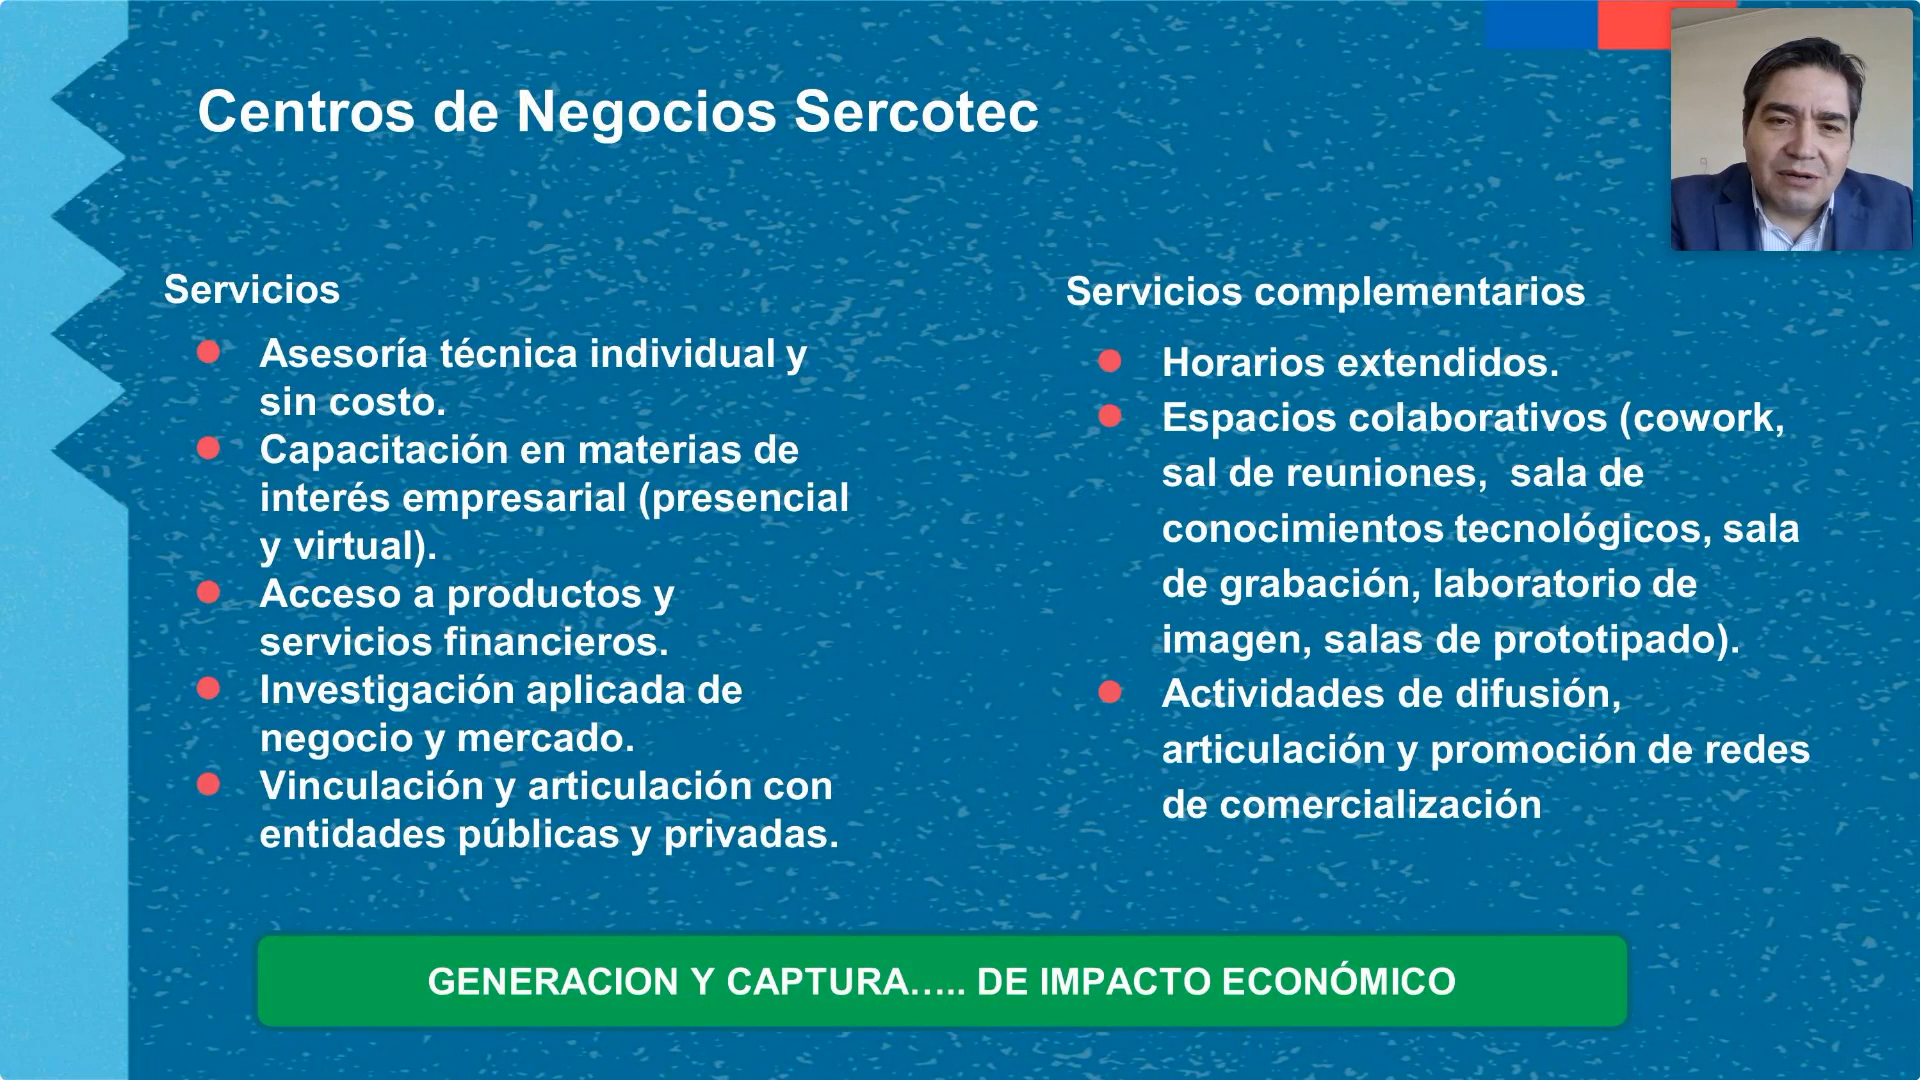 Centros de Negocios Sercotec
Servicios
Asesoría técnica individual y
sin costo.
Capacitación en materias de
interés empresarial (presencial
y virtual).
Acceso a productos y
servicios financieros.
Investigación aplicada de
negocio y mercado.
Vinculación y articulación con
entidades públicas y privadas.
Servicios complementarios
Horarios extendidos.
Espacios colaborativos (cowork,
sal de reuniones,  sala de
conocimientos tecnológicos, sala
de grabación, laboratorio de
imagen, salas de prototipado).
Actividades de difusión,
articulación y promoción de redes
de comercialización
GENERACION Y CAPTURA….. DE IMPACTO ECONÓMICO